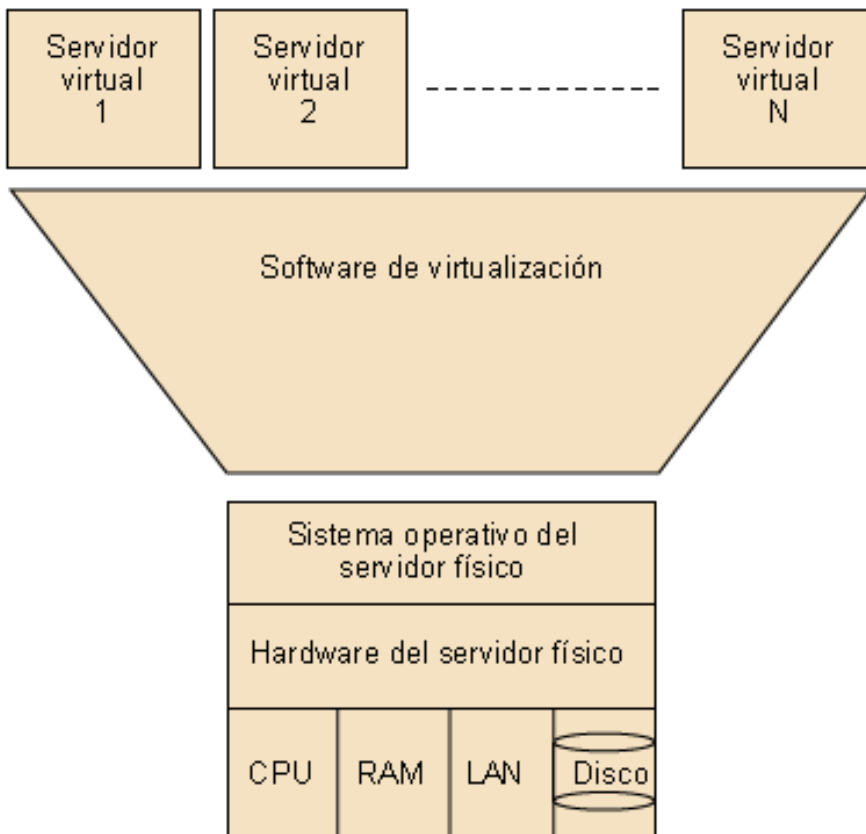 Servidor
virtual
1
Servidor
virtual
2
Servidor
virtual
N
Software de virtualización
Sistema operativo del
servidor físico
Hardware del servidor físico
CPU
RAM
LAN
Disco